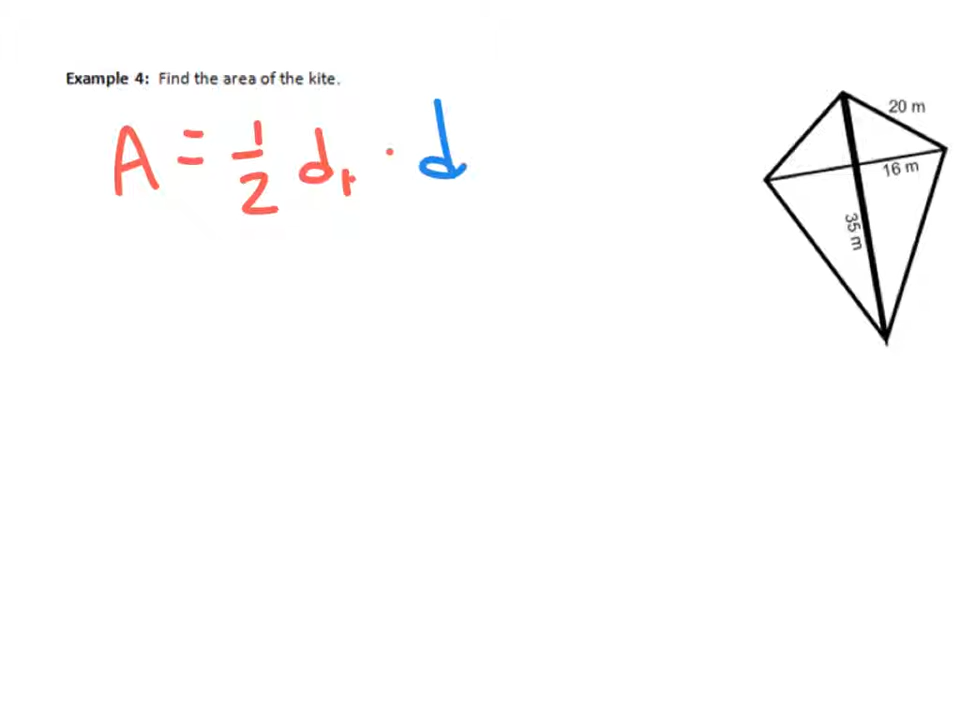 Example 4: Find the area of the kite.
A = 1/2 d₁ · d
20 m
16 m
35 m